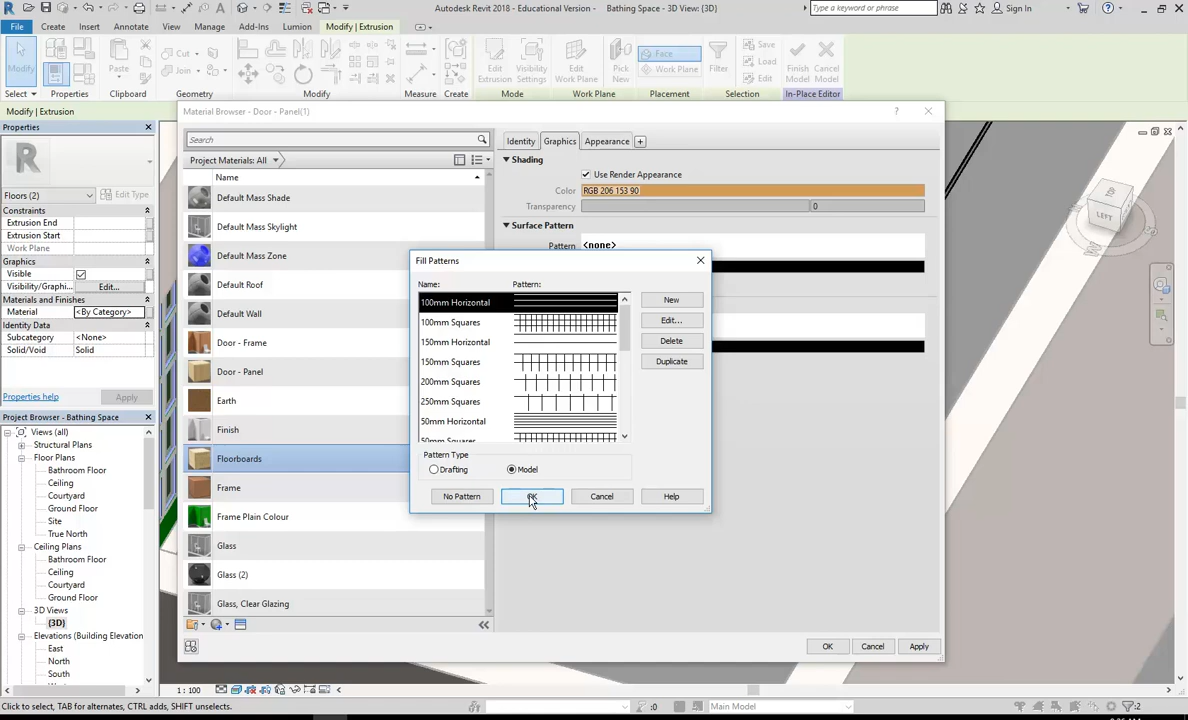 Autodesk Revit 2018 - Educational Version - Bathing Space - 3D View: {3D}
Type a keyword or phrase
Sign In
File Create Insert Annotate View Manage Add-Ins Lumion Modify | Extrusion
Modify
Paste
Cut
Join
Edit Extrusion
Visibility Settings
Edit Work Plane
Pick New
Face
Work Plane
Filter
Save
Load
Edit
Finish Model
Cancel Model
Select Properties Clipboard Geometry Modify Measure Create Mode Work Plane Placement Selection In-Place Editor
Modify | Extrusion
Properties
Floors (2)
Edit Type
Constraints
Extrusion End
Extrusion Start
Work Plane
Graphics
Visible
Visibility/Graphi... Edit...
Materials and Finishes
Material <By Category>
Identity Data
Subcategory <None>
Solid/Void Solid
Properties help
Apply
Project Browser - Bathing Space
Views (all)
Structural Plans
Floor Plans
Bathroom Floor
Ceiling
Courtyard
Ground Floor
Site
True North
Ceiling Plans
Bathroom Floor
Ceiling
Courtyard
Ground Floor
3D Views
{3D}
Elevations (Building Elevation
East
North
South
Material Browser - Door - Panel(1)
Search
Project Materials: All
Name
Default Mass Shade
Default Mass Skylight
Default Mass Zone
Default Roof
Default Wall
Door - Frame
Door - Panel
Earth
Finish
Floorboards
Frame
Frame Plain Colour
Glass
Glass (2)
Glass, Clear Glazing
Identity Graphics Appearance
Shading
Use Render Appearance
Color RGB 206 153 90
Transparency 0
Surface Pattern
Pattern <none>
Fill Patterns
Name: Pattern:
100mm Horizontal
100mm Squares
150mm Horizontal
150mm Squares
200mm Squares
250mm Squares
50mm Horizontal
50mm Squares
New
Edit...
Delete
Duplicate
Pattern Type
Drafting Model
No Pattern OK Cancel Help
OK Cancel Apply
LEFT
1 : 100
Click to select, TAB for alternates, CTRL adds, SHIFT unselects.
:0
Main Model
:2